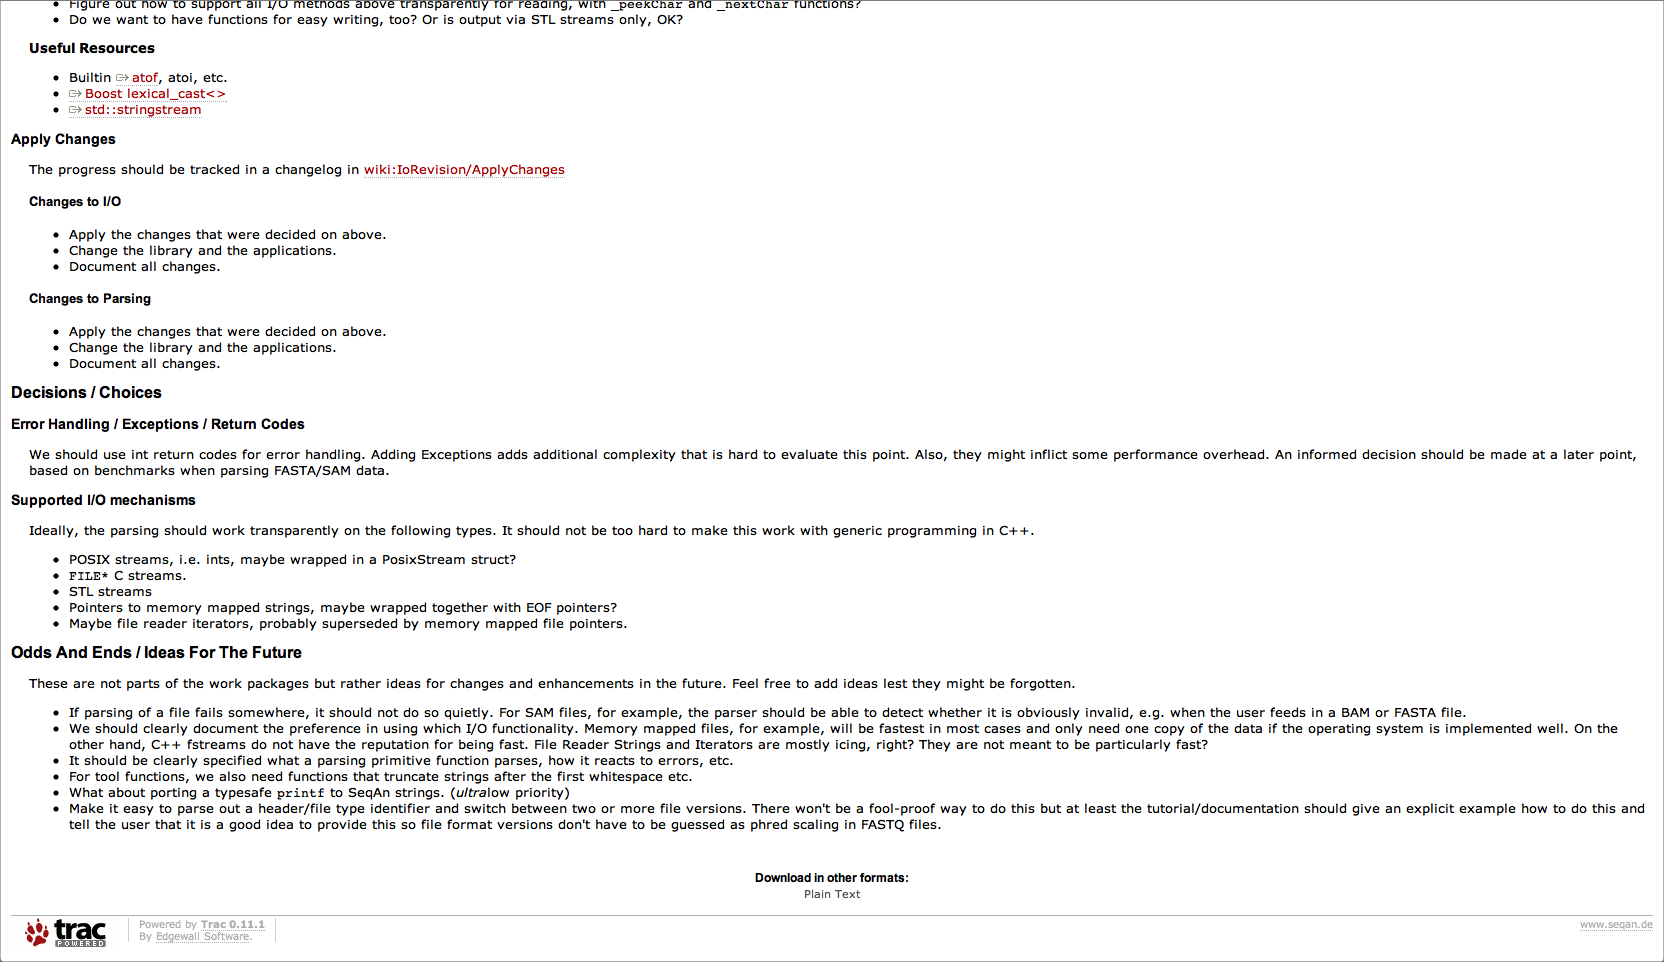 Figure out how to support all I/O methods above transparently for reading, with _peekChar and _nextChar functions?
Do we want to have functions for easy writing, too? Or is output via STL streams only, OK?
Useful Resources
Builtin atof, atoi, etc.
Boost lexical_cast<>
std::stringstream
Apply Changes
The progress should be tracked in a changelog in wiki:IoRevision/ApplyChanges
Changes to I/O
Apply the changes that were decided on above.
Change the library and the applications.
Document all changes.
Changes to Parsing
Apply the changes that were decided on above.
Change the library and the applications.
Document all changes.
Decisions / Choices
Error Handling / Exceptions / Return Codes
We should use int return codes for error handling. Adding Exceptions adds additional complexity that is hard to evaluate this point. Also, they might inflict some performance overhead. An informed decision should be made at a later point,
based on benchmarks when parsing FASTA/SAM data.
Supported I/O mechanisms
Ideally, the parsing should work transparently on the following types. It should not be too hard to make this work with generic programming in C++.
POSIX streams, i.e. ints, maybe wrapped in a PosixStream struct?
FILE* C streams.
STL streams
Pointers to memory mapped strings, maybe wrapped together with EOF pointers?
Maybe file reader iterators, probably superseded by memory mapped file pointers.
Odds And Ends / Ideas For The Future
These are not parts of the work packages but rather ideas for changes and enhancements in the future. Feel free to add ideas lest they might be forgotten.
If parsing of a file fails somewhere, it should not do so quietly. For SAM files, for example, the parser should be able to detect whether it is obviously invalid, e.g. when the user feeds in a BAM or FASTA file.
We should clearly document the preference in using which I/O functionality. Memory mapped files, for example, will be fastest in most cases and only need one copy of the data if the operating system is implemented well. On the
other hand, C++ fstreams do not have the reputation for being fast. File Reader Strings and Iterators are mostly icing, right? They are not meant to be particularly fast?
It should be clearly specified what a parsing primitive function parses, how it reacts to errors, etc.
For tool functions, we also need functions that truncate strings after the first whitespace etc.
What about porting a typesafe printf to SeqAn strings. (ultralow priority)
Make it easy to parse out a header/file type identifier and switch between two or more file versions. There won't be a fool-proof way to do this but at least the tutorial/documentation should give an explicit example how to do this and
tell the user that it is a good idea to provide this so file format versions don't have to be guessed as phred scaling in FASTQ files.
Download in other formats:
Plain Text
trac
POWERED
Powered by Trac 0.11.1
By Edgewall Software.
www.seqan.de